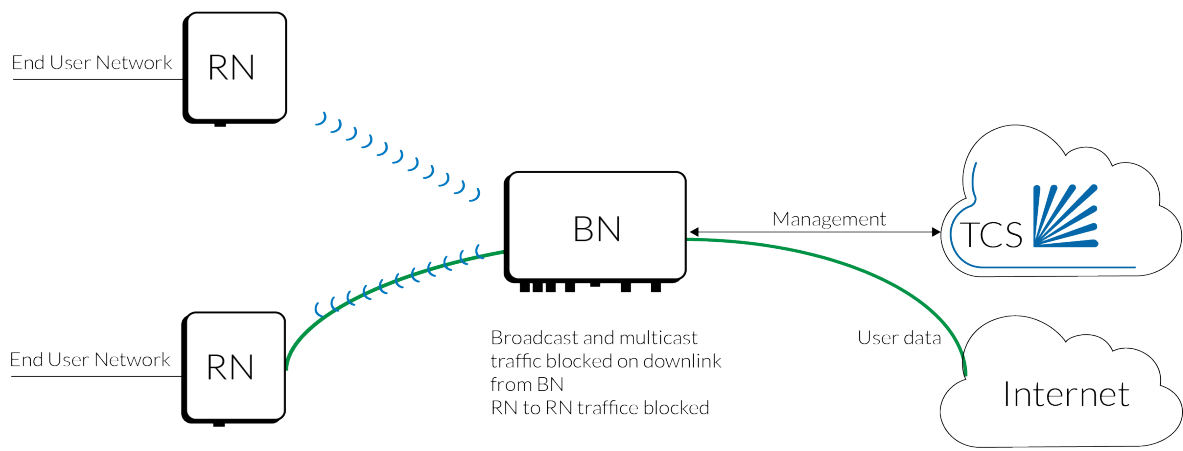 End User Network
RN
BN
Management
TCS
Broadcast and multicast
traffic blocked on downlink
from BN
RN to RN traffice blocked
User data
End User Network
RN
Internet